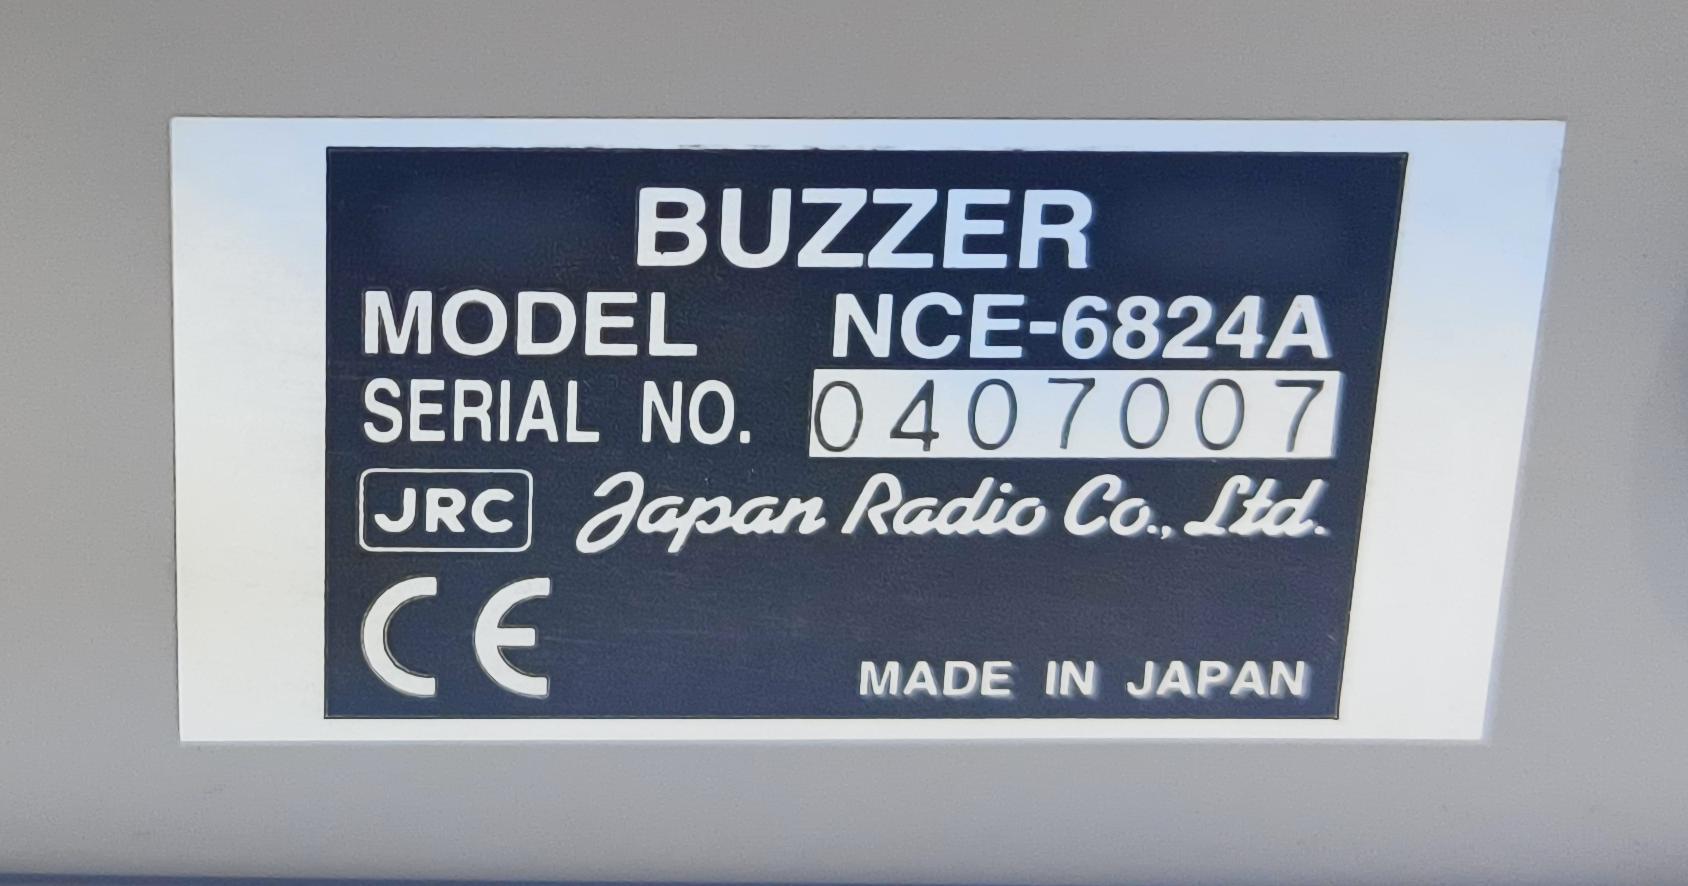 BUZZER
MODEL NCE-6824A
SERIAL NO. 0407007
JRC Japan Radio Co., Ltd.
CE
MADE IN JAPAN